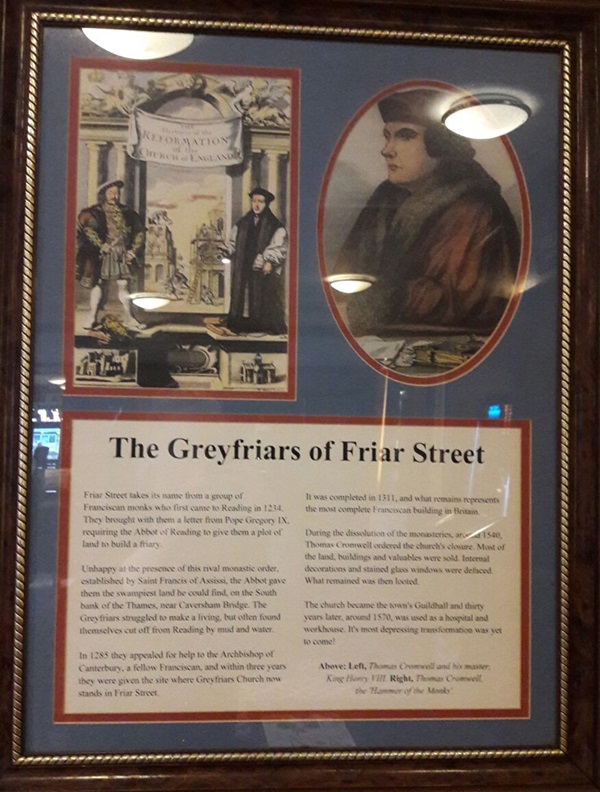 The
History of the
REFORMATION
of the
CHURCH of ENGLAND
The Greyfriars of Friar Street
Friar Street takes its name from a group of
Franciscan monks who first came to Reading in 1234.
They brought with them a letter from Pope Gregory IX,
requiring the Abbot of Reading to give them a plot of
land to build a friary.
Unhappy at the presence of this rival monastic order,
established by Saint Francis of Assissi, the Abbot gave
them the swampiest land he could find, on the South
bank of the Thames, near Caversham Bridge. The
Greyfriars struggled to make a living, but often found
themselves cut off from Reading by mud and water.
In 1285 they appealed for help to the Archbishop of
Canterbury, a fellow Franciscan, and within three years
they were given the site where Greyfriars Church now
stands in Friar Street.
It was completed in 1311, and what remains represents
the most complete Franciscan building in Britain.
During the dissolution of the monasteries, around 1540,
Thomas Cromwell ordered the church's closure. Most of
the land, buildings and valuables were sold. Internal
decorations and stained glass windows were defaced.
What remained was then looted.
The church became the town's Guildhall and thirty
years later, around 1570, was used as a hospital and
workhouse. It's most depressing transformation was yet
to come!
Above: Left, Thomas Cromwell and his master,
King Henry VIII. Right, Thomas Cromwell,
the 'Hammer of the Monks'